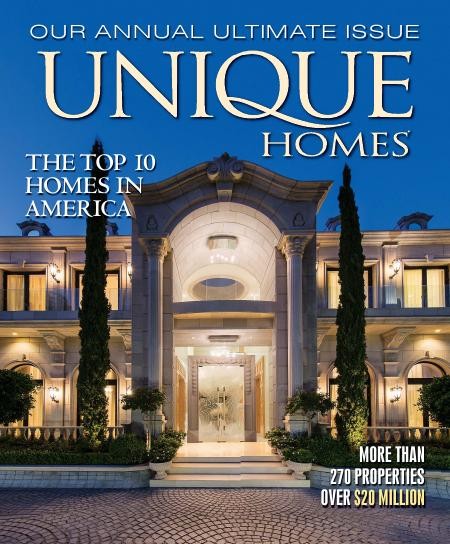 OUR ANNUAL ULTIMATE ISSUE
UNIQUE
HOMES
THE TOP 10
HOMES IN
AMERICA
MORE THAN
270 PROPERTIES
OVER $20 MILLION